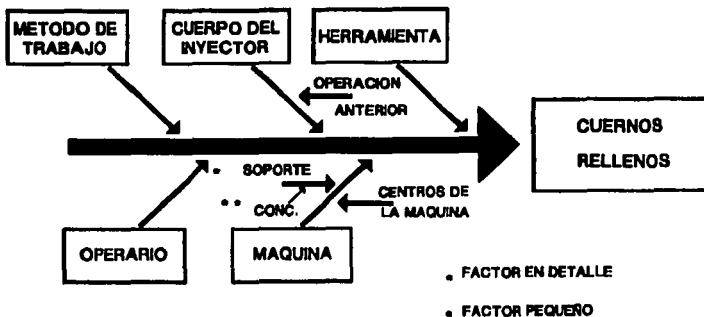 METODO DE
TRABAJO
CUERPO DEL
INYECTOR
HERRAMIENTA
OPERACION
ANTERIOR
CUERNOS
RELLENOS
SOPORTE
CONC.
CENTROS DE
LA MAQUINA
OPERARIO
MAQUINA
. FACTOR EN DETALLE
. FACTOR PEQUEÑO